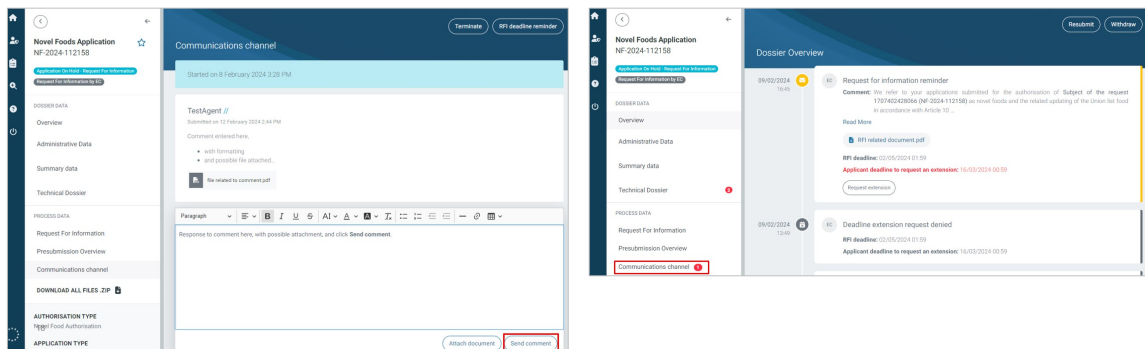 Novel Foods Application
NF-2024-112158
Application On Hold - Request For Information
Request For Information by EC
DOSSIER DATA
Overview
Administrative Data
Summary data
Technical Dossier
PROCESS DATA
Request For Information
Presubmission Overview
Communications channel
DOWNLOAD ALL FILES .ZIP
AUTHORISATION TYPE
Novel Food Authorisation
18
APPLICATION TYPE
Terminate
RFI deadline reminder
Communications channel
Started on 8 February 2024 3:28 PM
TestAgent //
Submitted on 12 February 2024 2:44 PM
Comment entered here,
• with formatting
• and possible file attached...
file related to comment.pdf
Paragraph
B I U S AI A A Tx
Response to comment here, with possible attachment, and click Send comment.
Attach document
Send comment
Novel Foods Application
NF-2024-112158
Application On Hold - Request For Information
Request For Information by EC
DOSSIER DATA
Overview
Administrative Data
Summary data
Technical Dossier 2
PROCESS DATA
Request For Information
Presubmission Overview
Communications channel 1
Resubmit
Withdraw
Dossier Overview
09/02/2024
16:45
EC
Request for information reminder
Comment: We refer to your applications submitted for the authorisation of Subject of the request
1707402428066 (NF-2024-112158) as novel foods and the related updating of the Union list food
in accordance with Article 10 ...
Read More
RFI related document.pdf
RFI deadline: 02/05/2024 01:59
Applicant deadline to request an extension: 16/03/2024 00:59
Request extension
09/02/2024
13:49
EC
Deadline extension request denied
RFI deadline: 02/05/2024 01:59
Applicant deadline to request an extension: 16/03/2024 00:59